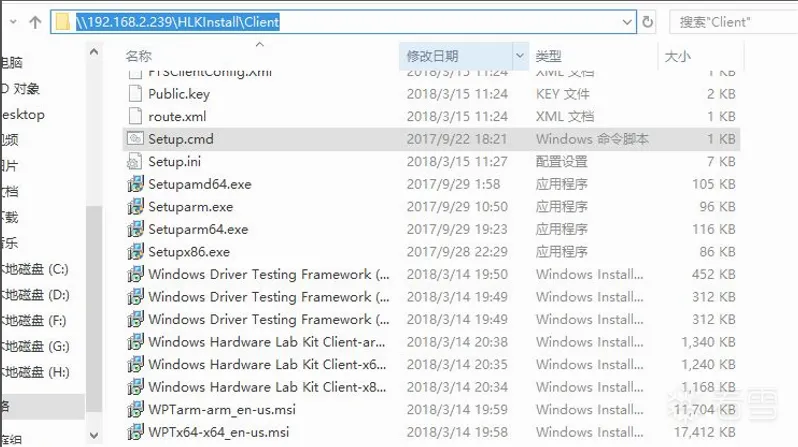 \\192.168.2.239\HLKInstall\Client
搜索"Client"
名称 修改日期 类型 大小
FTSClientConfig.Xml 2018/3/15 11:24 XML 文档 1 KB
Public.key 2018/3/15 11:24 KEY 文件 2 KB
route.xml 2018/3/15 11:24 XML 文档 1 KB
Setup.cmd 2017/9/22 18:21 Windows 命令脚本 1 KB
Setup.ini 2018/3/15 11:27 配置设置 7 KB
Setupamd64.exe 2017/9/29 1:58 应用程序 105 KB
Setuparm.exe 2017/9/29 10:50 应用程序 96 KB
Setuparm64.exe 2017/9/29 19:23 应用程序 116 KB
Setupx86.exe 2017/9/28 22:29 应用程序 86 KB
Windows Driver Testing Framework (... 2018/3/14 19:50 Windows Install... 452 KB
Windows Driver Testing Framework (... 2018/3/14 19:49 Windows Install... 312 KB
Windows Driver Testing Framework (... 2018/3/14 19:49 Windows Install... 312 KB
Windows Hardware Lab Kit Client-ar... 2018/3/14 20:38 Windows Install... 1,340 KB
Windows Hardware Lab Kit Client-x6... 2018/3/14 20:35 Windows Install... 1,240 KB
Windows Hardware Lab Kit Client-x8... 2018/3/14 20:34 Windows Install... 1,168 KB
WPTarm-arm_en-us.msi 2018/3/14 19:59 Windows Install... 11,704 KB
WPTx64-x64_en-us.msi 2018/3/14 19:58 Windows Install... 17,412 KB
电脑
D 对象
esktop
视频
图片
文档
下载
音乐
本地磁盘 (C:)
本地磁盘 (D:)
本地磁盘 (F:)
本地磁盘 (G:)
本地磁盘 (H:)
络
庭组
看雪